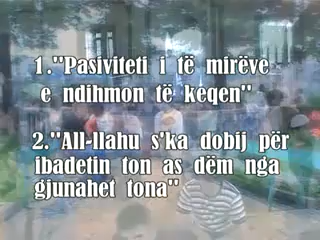 1."Pasiviteti i të mirëve
e ndihmon të keqen"
2."All-llahu s'ka dobij për
ibadetin ton as dëm nga
gjunahet tona"